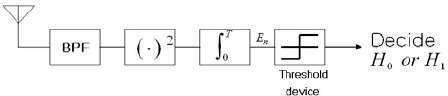 BPF
( · )²
∫₀ᵀ
Eₙ
Threshold
device
Decide
H₀ or H₁